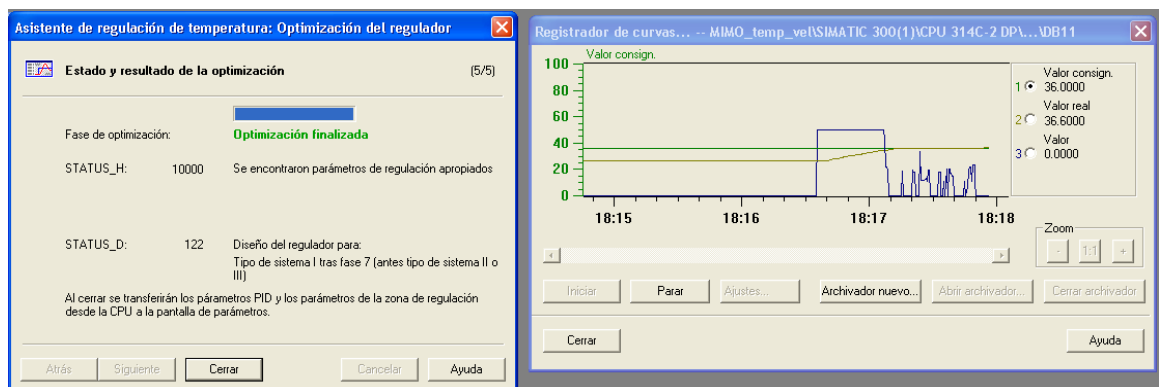 Asistente de regulación de temperatura: Optimización del regulador
Estado y resultado de la optimización (5/5)
Fase de optimización: Optimización finalizada
STATUS_H: 10000 Se encontraron parámetros de regulación apropiados
STATUS_D: 122 Diseño del regulador para:
Tipo de sistema I tras fase 7 (antes tipo de sistema II o
III)
Al cerrar se transferirán los párametros PID y los parámetros de la zona de regulación
desde la CPU a la pantalla de parámetros.
Atrás Siguiente Cerrar Cancelar Ayuda
Registrador de curvas... -- MIMO_temp_vel\SIMATIC 300(1)\CPU 314C-2 DP\...\DB11
Valor consign.
100
80
60
40
20
0
18:15 18:16 18:17 18:18
Valor consign.
1 36.0000
Valor real
2 36.6000
Valor
3 0.0000
Zoom
- 1:1 +
Iniciar Parar Ajustes... Archivador nuevo... Abrir archivador... Cerrar archivador
Cerrar Ayuda